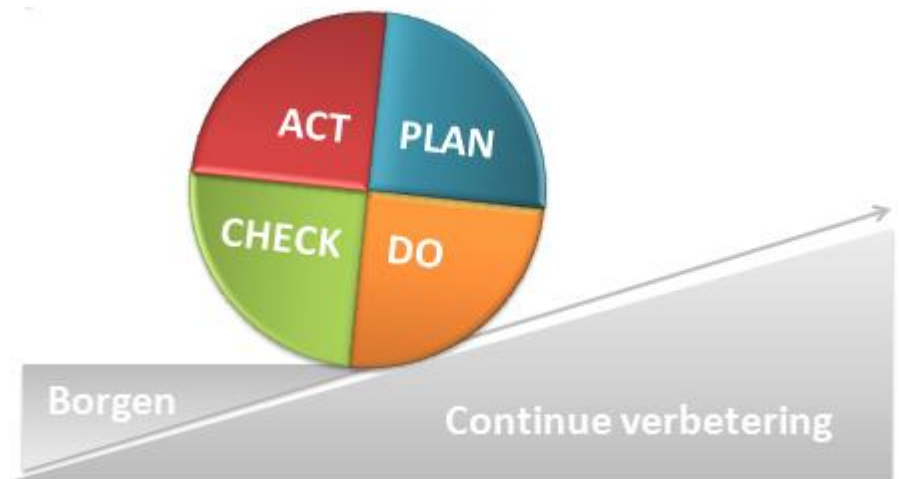 ACT
PLAN
CHECK
DO
Borgen
Continue verbetering